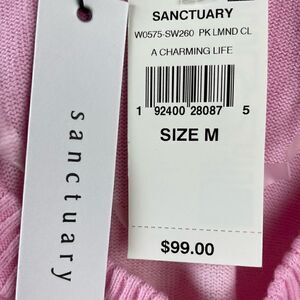 sanctuary
SANCTUARY
W0575-SW260 PK LMND CL
A CHARMING LIFE
1 92400 28087 5
SIZE M
$99.00